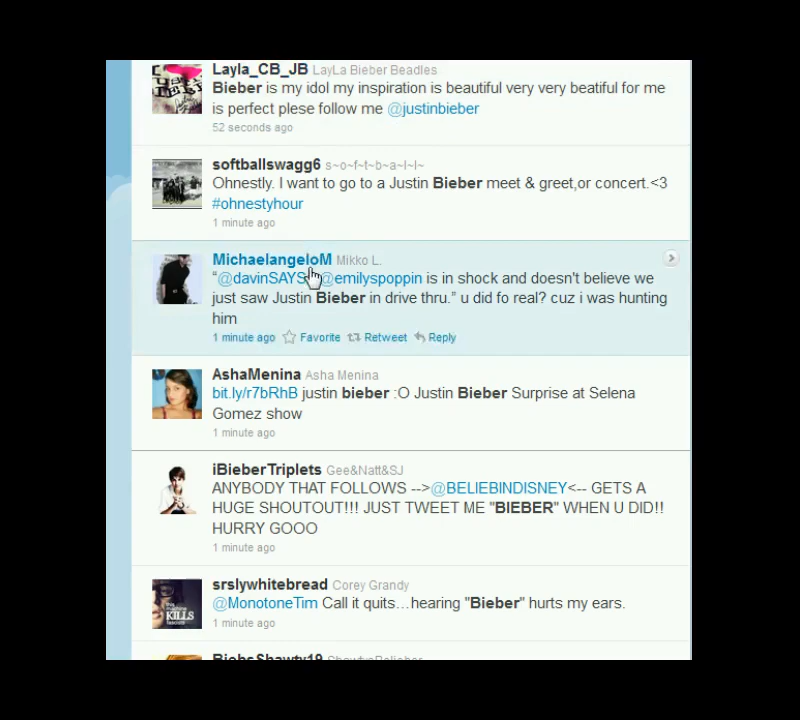 Layla_CB_JB LayLa Bieber Beadles
Bieber is my idol my inspiration is beautiful very very beatiful for me
is perfect plese follow me @justinbieber
52 seconds ago
softballswagg6 s~o~f~t~b~a~l~l~
Ohnestly. I want to go to a Justin Bieber meet & greet,or concert.<3
#ohnestyhour
1 minute ago
MichaelangeloM Mikko L.
“@davinSAYS @emilyspoppin is in shock and doesn't believe we
just saw Justin Bieber in drive thru.” u did fo real? cuz i was hunting
him
1 minute ago Favorite Retweet Reply
AshaMenina Asha Menina
bit.ly/r7bRhB justin bieber :O Justin Bieber Surprise at Selena
Gomez show
1 minute ago
iBieberTriplets Gee&Natt&SJ
ANYBODY THAT FOLLOWS -->@BELIEBINDISNEY<-- GETS A
HUGE SHOUTOUT!!! JUST TWEET ME "BIEBER" WHEN U DID!!
HURRY GOOO
1 minute ago
srslywhitebread Corey Grandy
@MonotoneTim Call it quits…hearing "Bieber" hurts my ears.
1 minute ago
KILLS